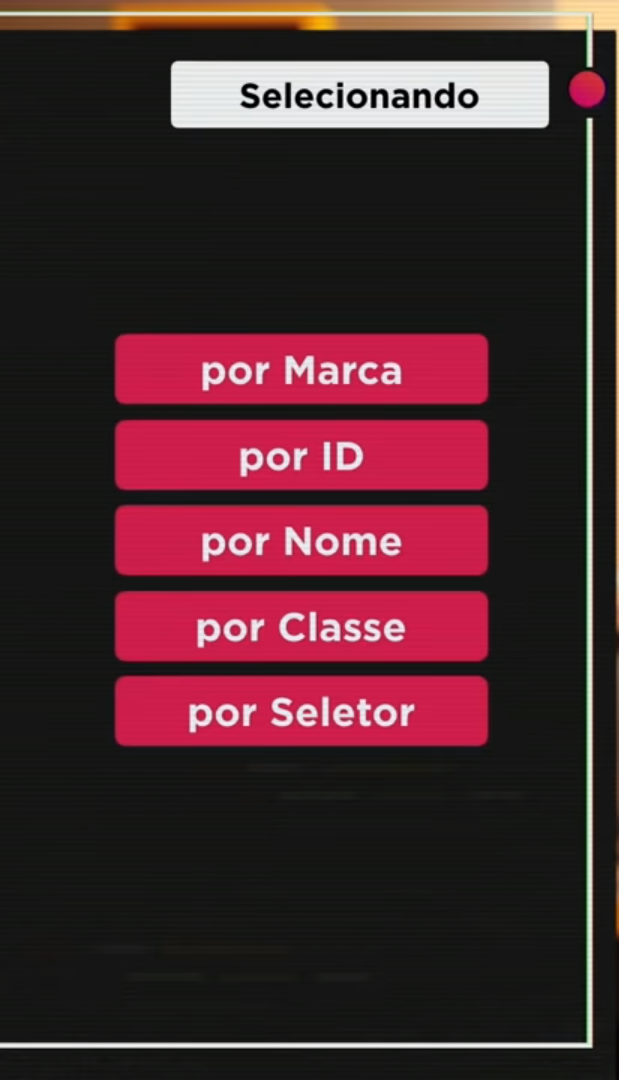 Selecionando
por Marca
por ID
por Nome
por Classe
por Seletor